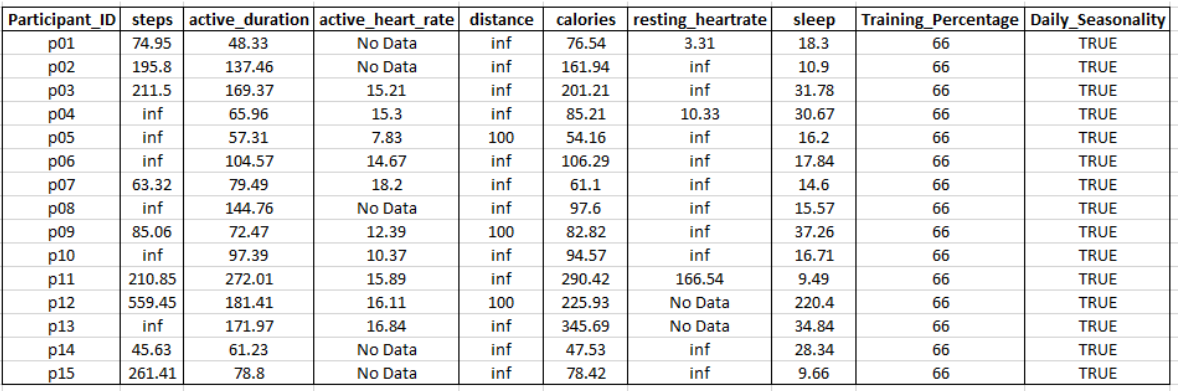 Participant_ID steps active_duration active_heart_rate distance calories resting_heartrate sleep Training_Percentage Daily_Seasonality
p01 74.95 48.33 No Data inf 76.54 3.31 18.3 66 TRUE
p02 195.8 137.46 No Data inf 161.94 inf 10.9 66 TRUE
p03 211.5 169.37 15.21 inf 201.21 inf 31.78 66 TRUE
p04 inf 65.96 15.3 inf 85.21 10.33 30.67 66 TRUE
p05 inf 57.31 7.83 100 54.16 inf 16.2 66 TRUE
p06 inf 104.57 14.67 inf 106.29 inf 17.84 66 TRUE
p07 63.32 79.49 18.2 inf 61.1 inf 14.6 66 TRUE
p08 inf 144.76 No Data inf 97.6 inf 15.57 66 TRUE
p09 85.06 72.47 12.39 100 82.82 inf 37.26 66 TRUE
p10 inf 97.39 10.37 inf 94.57 inf 16.71 66 TRUE
p11 210.85 272.01 15.89 inf 290.42 166.54 9.49 66 TRUE
p12 559.45 181.41 16.11 100 225.93 No Data 220.4 66 TRUE
p13 inf 171.97 16.84 inf 345.69 No Data 34.84 66 TRUE
p14 45.63 61.23 No Data inf 47.53 inf 28.34 66 TRUE
p15 261.41 78.8 No Data inf 78.42 inf 9.66 66 TRUE